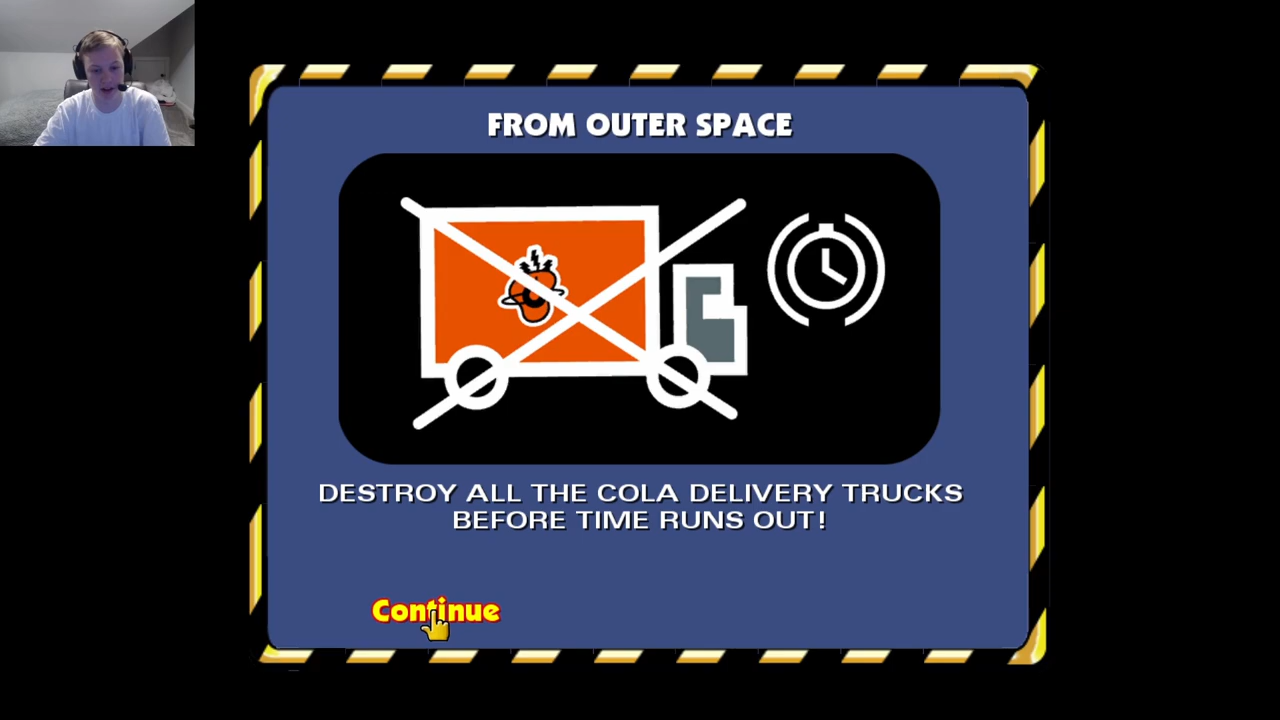 FROM OUTER SPACE
DESTROY ALL THE COLA DELIVERY TRUCKS
BEFORE TIME RUNS OUT!
Continue